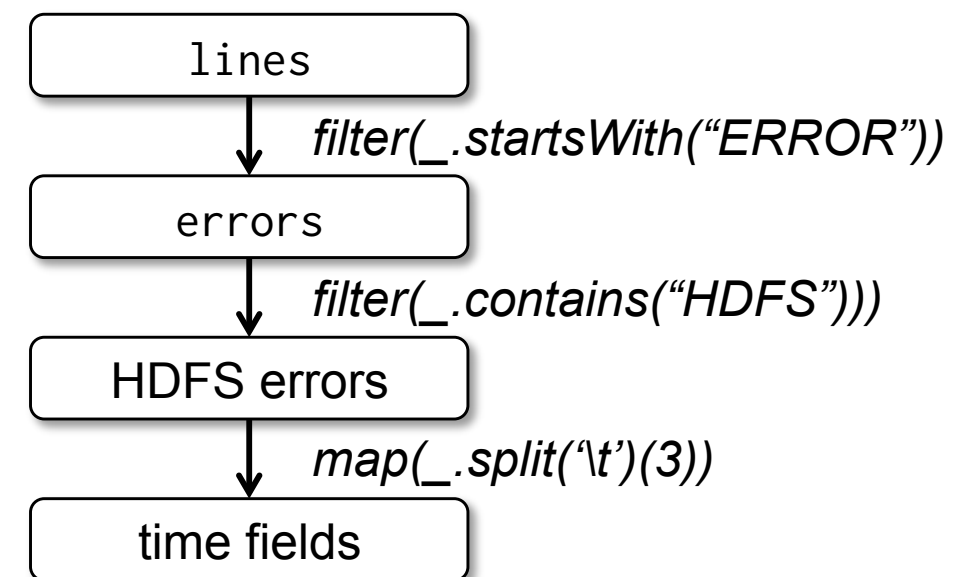 lines
filter(_.startsWith(“ERROR”))
errors
filter(_.contains(“HDFS”)))
HDFS errors
map(_.split(‘\t’)(3))
time fields